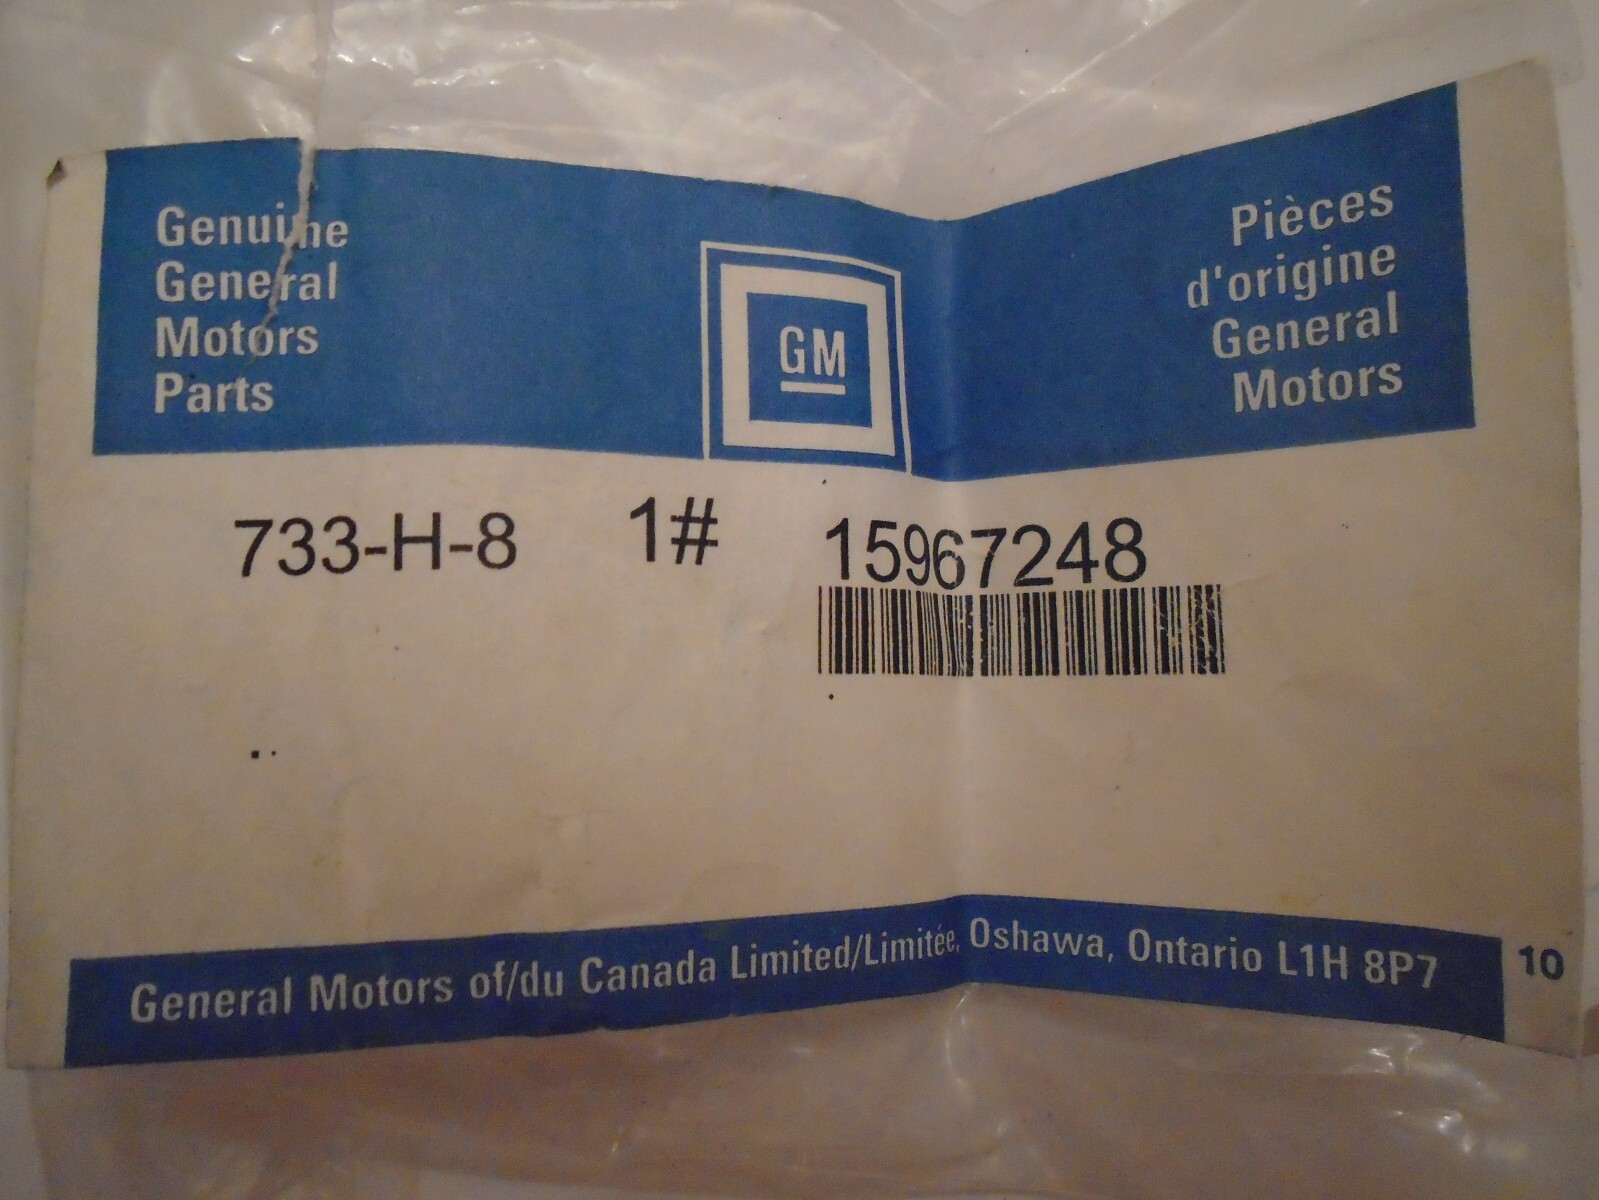 Genuine
General
Motors
Parts
GM
Pièces
d'origine
General
Motors
733-H-8 1# 15967248
General Motors of/du Canada Limited/Limitée, Oshawa, Ontario L1H 8P7 10